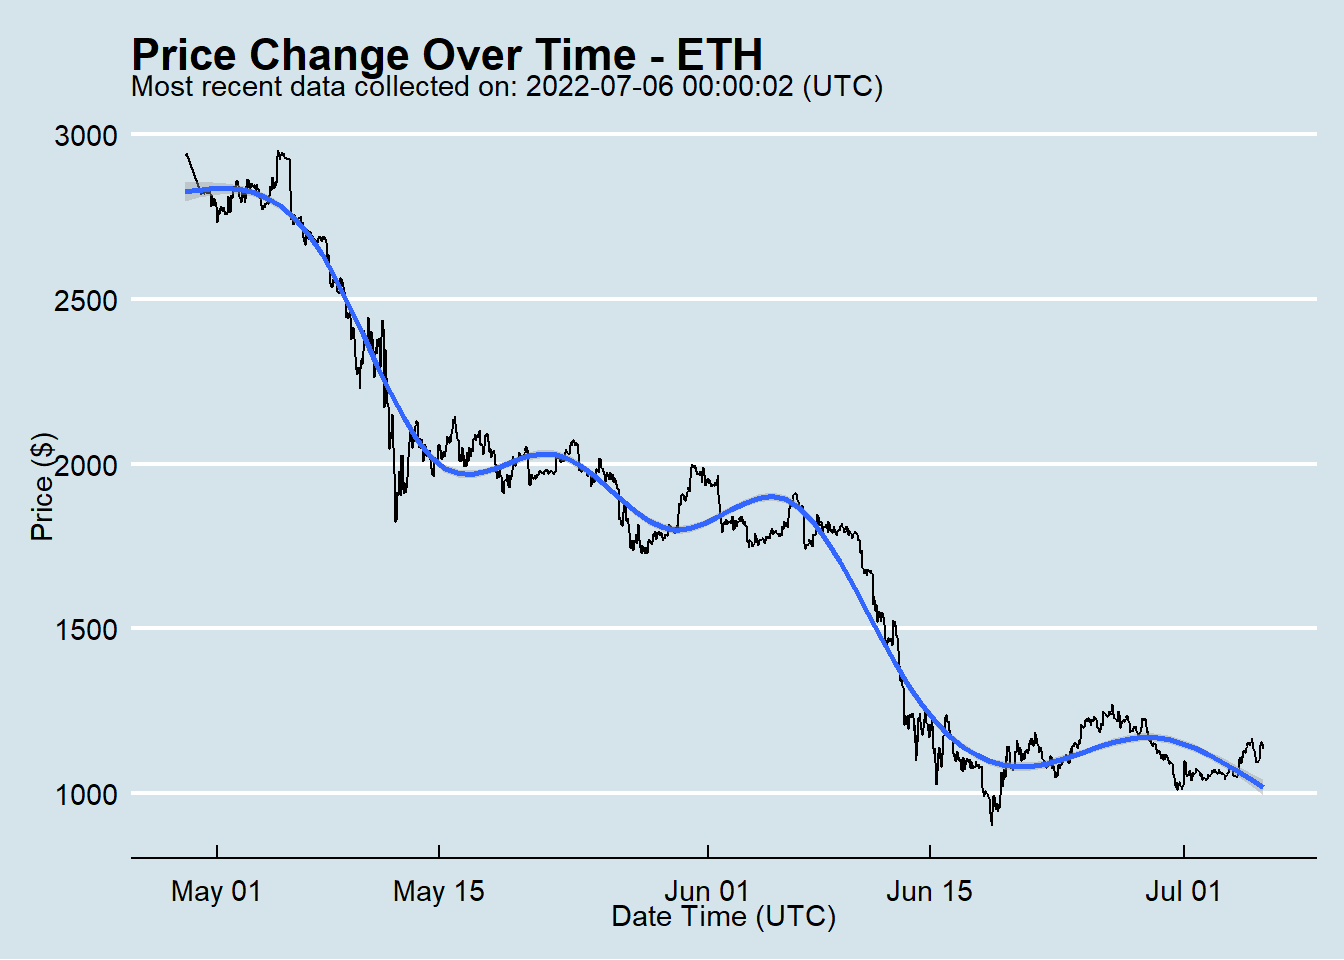 Price Change Over Time - ETH
Most recent data collected on: 2022-07-06 00:00:02 (UTC)
3000
2500
2000
1500
1000
Price ($)
May 01
May 15
Jun 01
Jun 15
Jul 01
Date Time (UTC)